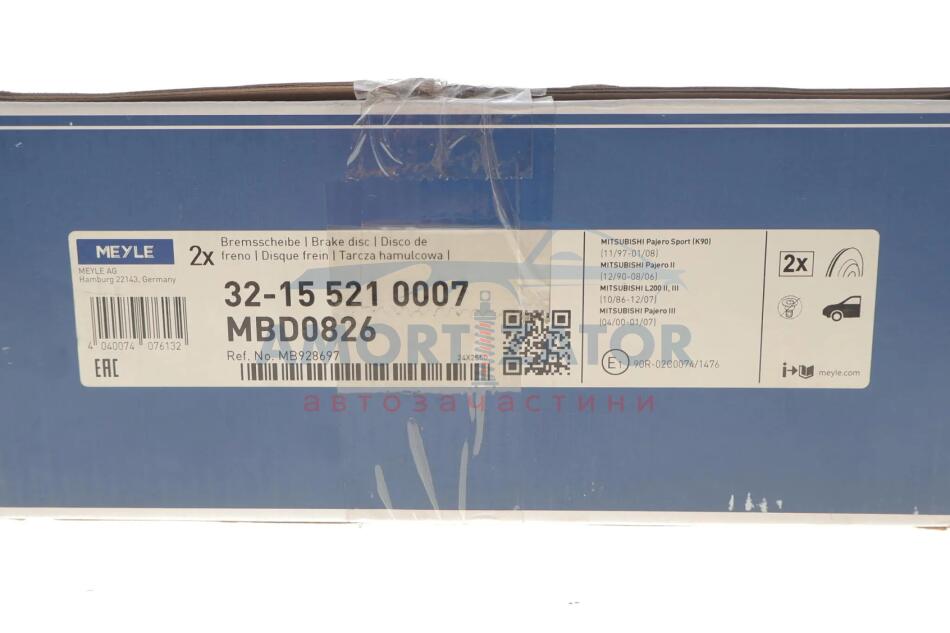 MEYLE
MEYLE AG
Hamburg 22143, Germany
4 040074 076132
EAC
2x
Bremsscheibe | Brake disc | Disco de
freno | Disque frein | Tarcza hamulcowa |
32-15 521 0007
MBD0826
Ref. No. MB928697
24X255D
MITSUBISHI Pajero Sport (K90)
(11/97-01/08)
MITSUBISHI Pajero II
(12/90-08/06)
MITSUBISHI L200 II, III
(10/86-12/07)
MITSUBISHI Pajero III
(04/00-01/07)
E1 90R-02C0074/1476
2x
meyle.com
AMORTIZATOR
автозачастини